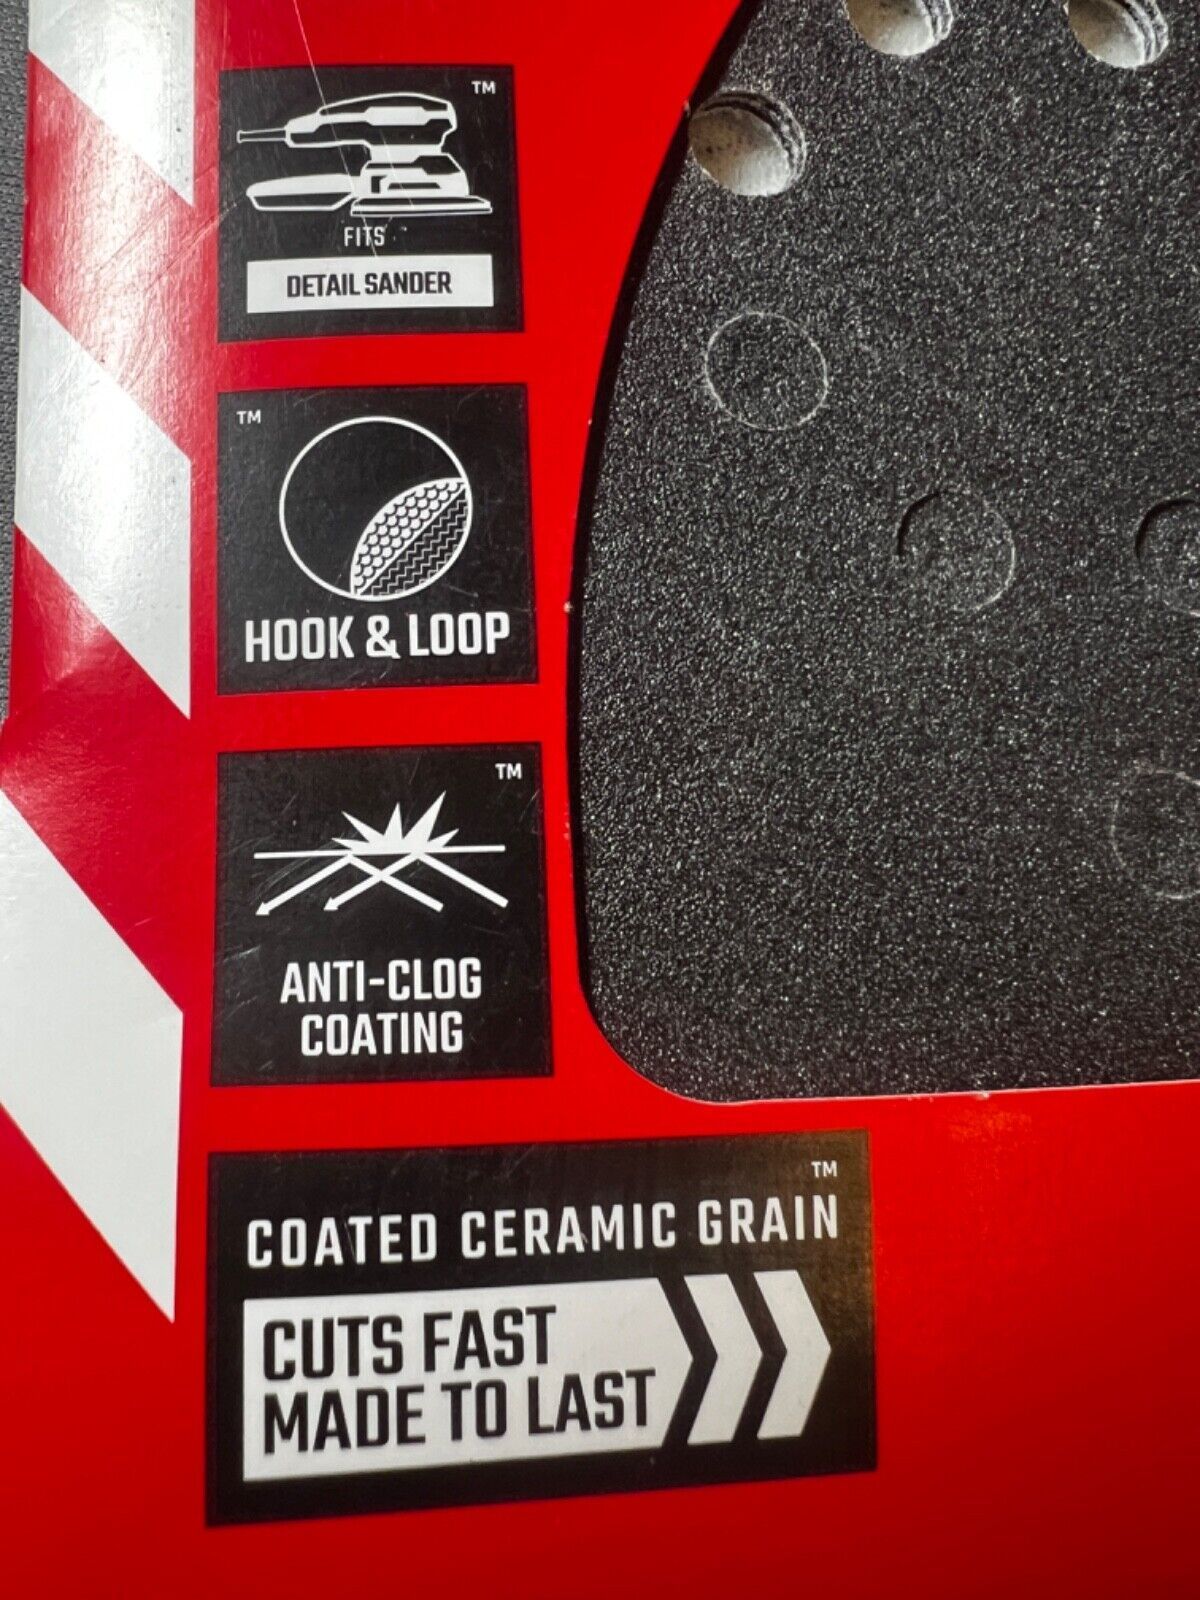 TM
FITS
DETAIL SANDER
TM
HOOK & LOOP
TM
ANTI-CLOG
COATING
TM
COATED CERAMIC GRAIN
CUTS FAST
MADE TO LAST